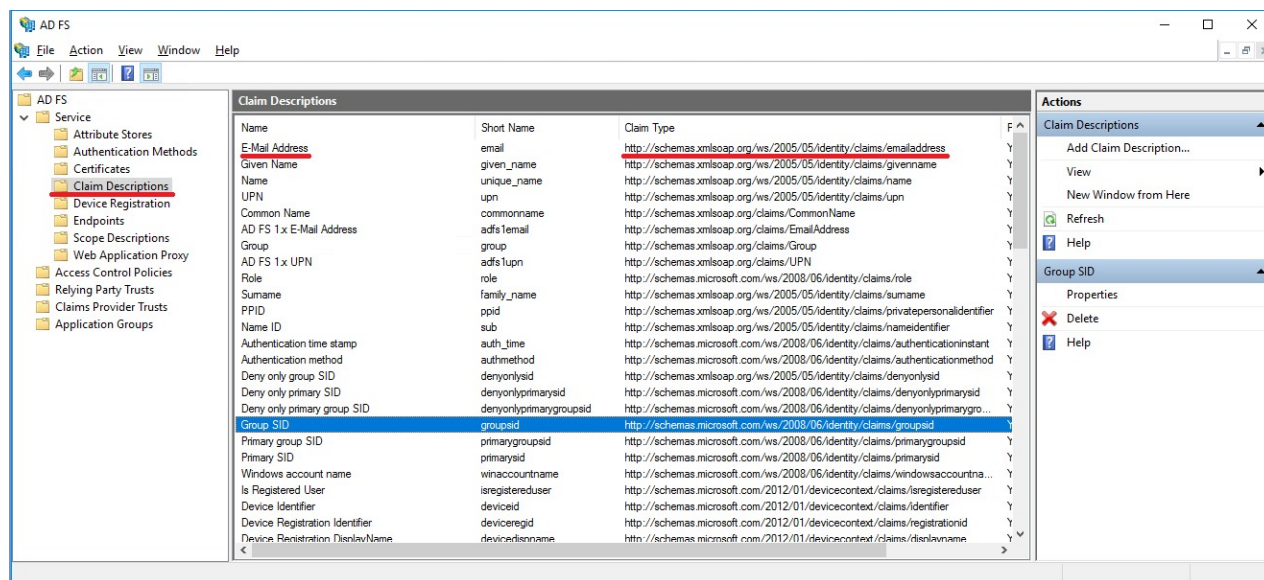 AD FS
File Action View Window Help
AD FS
Service
Attribute Stores
Authentication Methods
Certificates
Claim Descriptions
Device Registration
Endpoints
Scope Descriptions
Web Application Proxy
Access Control Policies
Relying Party Trusts
Claims Provider Trusts
Application Groups
Claim Descriptions
Name Short Name Claim Type
E-Mail Address email http://schemas.xmlsoap.org/ws/2005/05/identity/claims/emailaddress Y
Given Name given_name http://schemas.xmlsoap.org/ws/2005/05/identity/claims/givenname Y
Name unique_name http://schemas.xmlsoap.org/ws/2005/05/identity/claims/name Y
UPN upn http://schemas.xmlsoap.org/ws/2005/05/identity/claims/upn Y
Common Name commonname http://schemas.xmlsoap.org/claims/CommonName Y
AD FS 1.x E-Mail Address adfs1email http://schemas.xmlsoap.org/claims/EmailAddress Y
Group group http://schemas.xmlsoap.org/claims/Group Y
AD FS 1.x UPN adfs1upn http://schemas.xmlsoap.org/claims/UPN Y
Role role http://schemas.microsoft.com/ws/2008/06/identity/claims/role Y
Surname family_name http://schemas.xmlsoap.org/ws/2005/05/identity/claims/surname Y
PPID ppid http://schemas.xmlsoap.org/ws/2005/05/identity/claims/privatepersonalidentifier Y
Name ID sub http://schemas.xmlsoap.org/ws/2005/05/identity/claims/nameidentifier Y
Authentication time stamp auth_time http://schemas.microsoft.com/ws/2008/06/identity/claims/authenticationinstant Y
Authentication method authmethod http://schemas.microsoft.com/ws/2008/06/identity/claims/authenticationmethod Y
Deny only group SID denyonlysid http://schemas.xmlsoap.org/ws/2005/05/identity/claims/denyonlysid Y
Deny only primary SID denyonlyprimarysid http://schemas.microsoft.com/ws/2008/06/identity/claims/denyonlyprimarysid Y
Deny only primary group SID denyonlyprimarygroupsid http://schemas.microsoft.com/ws/2008/06/identity/claims/denyonlyprimarygro... Y
Group SID groupsid http://schemas.microsoft.com/ws/2008/06/identity/claims/groupsid Y
Primary group SID primarygroupsid http://schemas.microsoft.com/ws/2008/06/identity/claims/primarygroupsid Y
Primary SID primarysid http://schemas.microsoft.com/ws/2008/06/identity/claims/primarysid Y
Windows account name winaccountname http://schemas.microsoft.com/ws/2008/06/identity/claims/windowsaccountna... Y
Is Registered User isregistereduser http://schemas.microsoft.com/2012/01/devicecontext/claims/isregistereduser Y
Device Identifier deviceid http://schemas.microsoft.com/2012/01/devicecontext/claims/identifier Y
Device Registration Identifier deviceregid http://schemas.microsoft.com/2012/01/devicecontext/claims/registrationid Y
Device Registration DisplayName devicedispname http://schemas.microsoft.com/2012/01/devicecontext/claims/displayname Y
Actions
Claim Descriptions
Add Claim Description...
View
New Window from Here
Refresh
Help
Group SID
Properties
Delete
Help